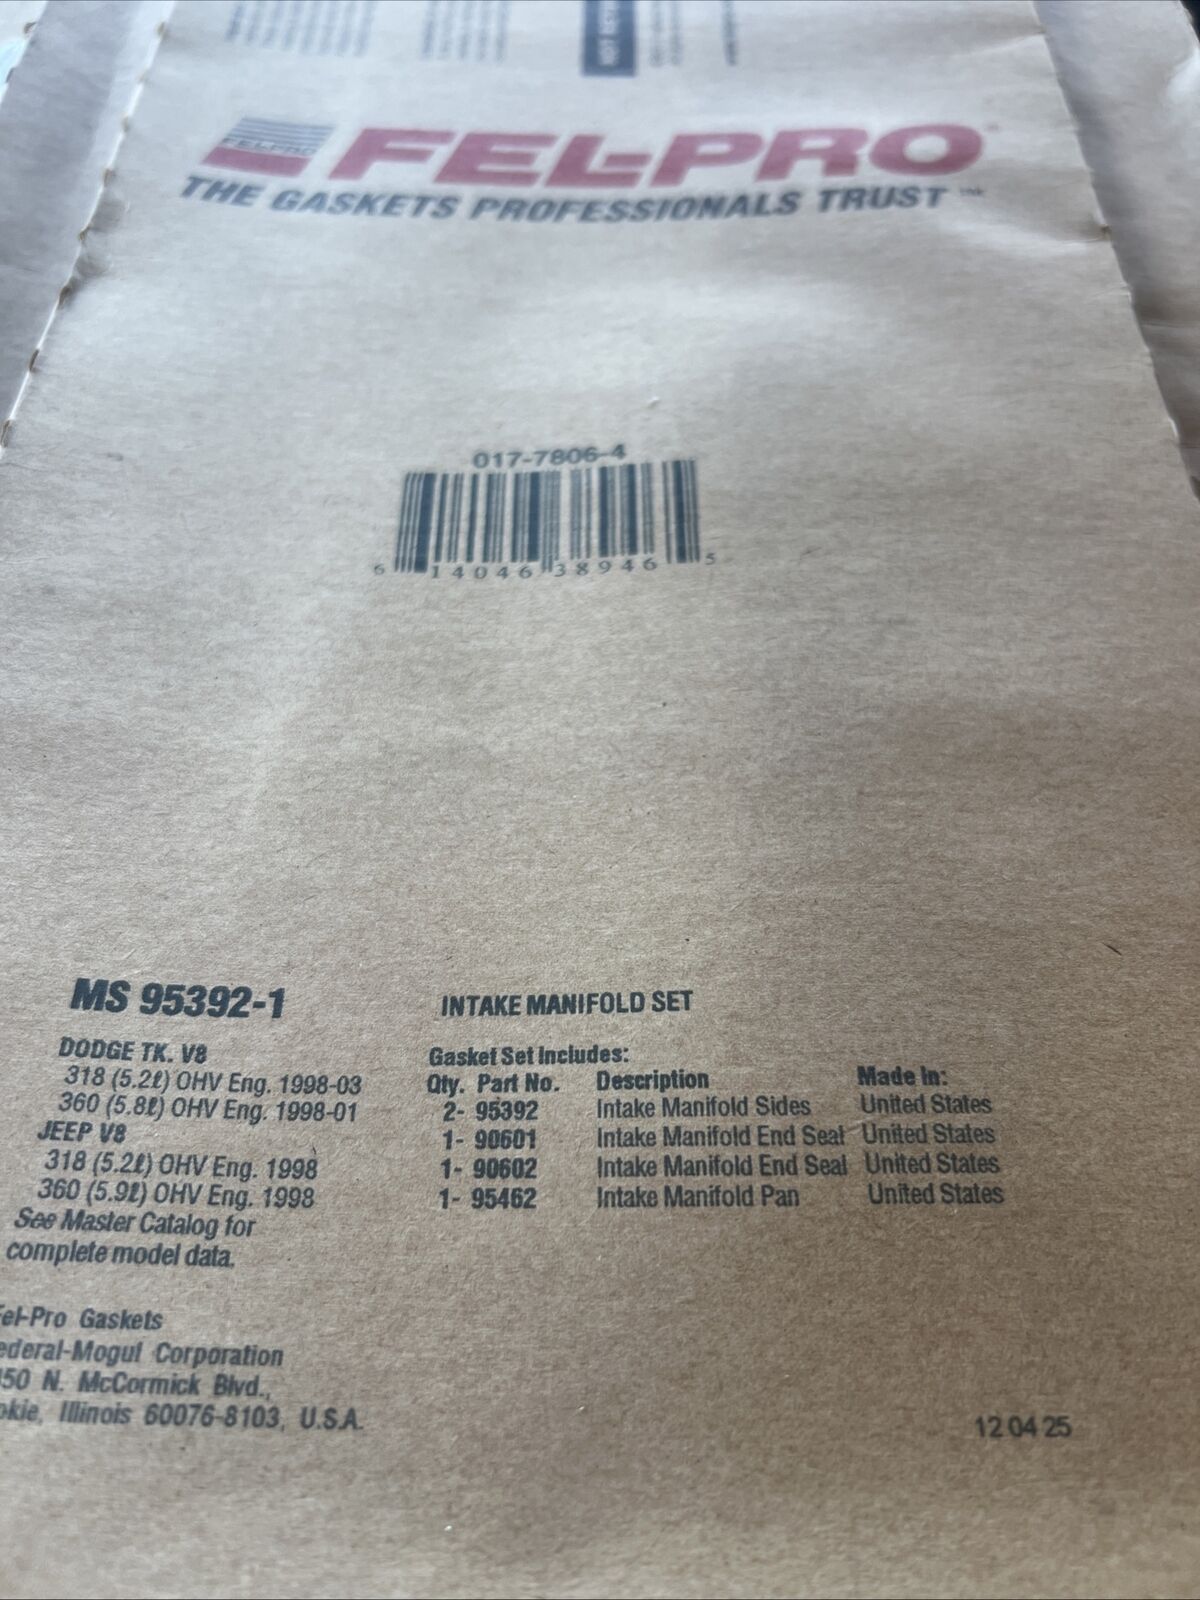 FEL-PRO
FEL-PRO
THE GASKETS PROFESSIONALS TRUST™
017-7806-4
6 14046 38946 5
MS 95392-1
DODGE TK. V8
318 (5.2ℓ) OHV Eng. 1998-03
360 (5.8ℓ) OHV Eng. 1998-01
JEEP V8
318 (5.2ℓ) OHV Eng. 1998
360 (5.9ℓ) OHV Eng. 1998
See Master Catalog for
complete model data.
INTAKE MANIFOLD SET
Gasket Set Includes:
Qty. Part No. Description Made In:
2- 95392 Intake Manifold Sides United States
1- 90601 Intake Manifold End Seal United States
1- 90602 Intake Manifold End Seal United States
1- 95462 Intake Manifold Pan United States
Fel-Pro Gaskets
ederal-Mogul Corporation
50 N. McCormick Blvd.,
okie, Illinois 60076-8103, U.S.A.
12 04 25